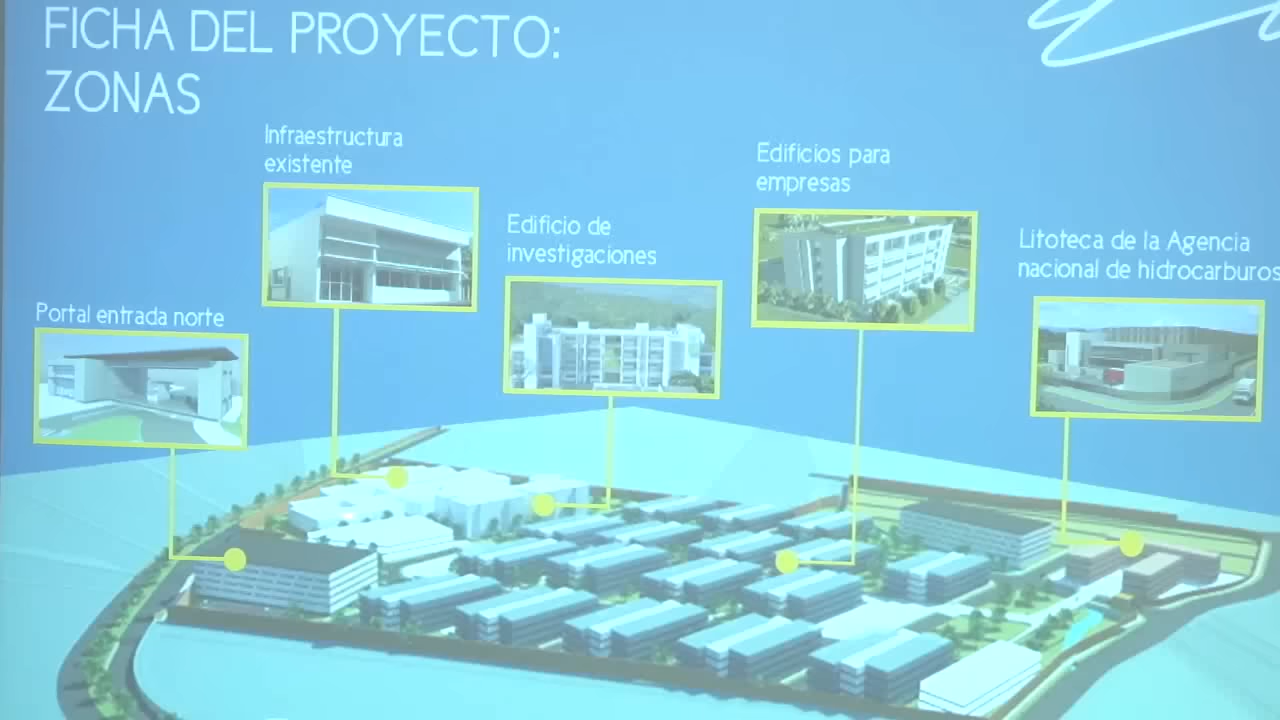 FICHA DEL PROYECTO:
ZONAS
Infraestructura
existente
Edificios para
empresas
Edificio de
investigaciones
Litoteca de la Agencia
nacional de hidrocarburos
Portal entrada norte